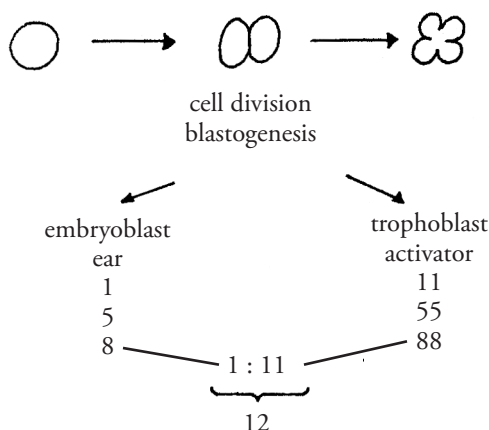 cell division
blastogenesis
embryoblast
ear
1
5
8
trophoblast
activator
11
55
88
1 : 11
12